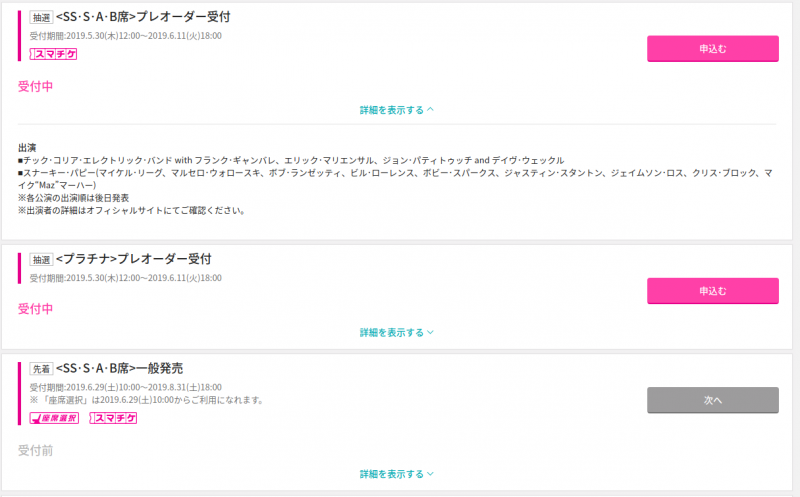 抽選 <SS･S･A･B席>プレオーダー受付
受付期間:2019.5.30(木)12:00～2019.6.11(火)18:00
スマチケ
申込む
受付中
詳細を表示する
出演
■チック･コリア･エレクトリック･バンド with フランク･ギャンバレ、エリック･マリエンサル、ジョン･パティトゥッチ and デイヴ･ウェックル
■スナーキー･パピー(マイケル･リーグ、マルセロ･ウォロースキ、ボブ･ランゼッティ、ビル･ローレンス、ボビー･スパークス、ジャスティン･スタントン、ジェイムソン･ロス、クリス･ブロック、マ
イク"Maz"マーハー)
※各公演の出演順は後日発表
※出演者の詳細はオフィシャルサイトにてご確認ください。
抽選 <プラチナ>プレオーダー受付
受付期間:2019.5.30(木)12:00～2019.6.11(火)18:00
申込む
受付中
詳細を表示する
先着 <SS･S･A･B席>一般発売
受付期間:2019.6.29(土)10:00～2019.8.31(土)18:00
※ 「座席選択」は2019.6.29(土)10:00からご利用になれます。
座席選択 スマチケ
次へ
受付前
詳細を表示する